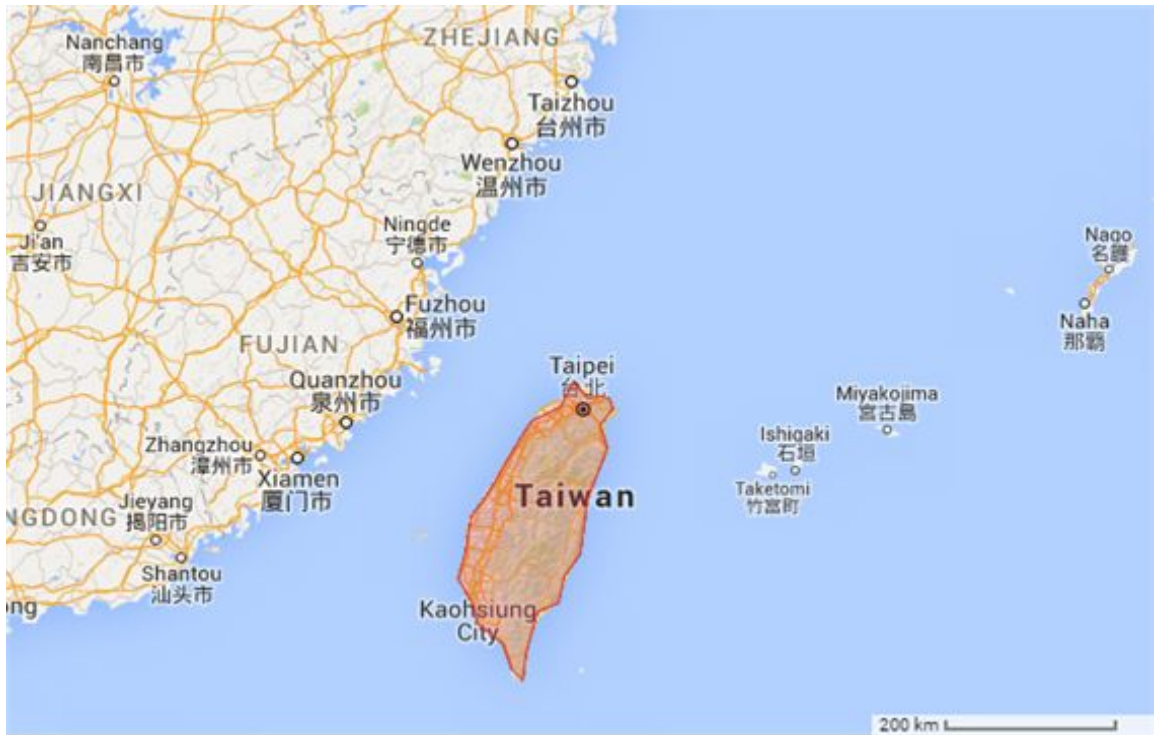 ZHEJIANG
Nanchang
南昌市
Taizhou
台州市
Wenzhou
温州市
JIANGXI
Ji'an
吉安市
Ningde
宁德市
Nago
名護
Fuzhou
福州市
Naha
那覇
FUJIAN
Taipei
台北
Quanzhou
泉州市
Miyakojima
宮古島
Zhangzhou
漳州市
Ishigaki
石垣
Xiamen
厦门市
Taketomi
竹富町
Taiwan
Jieyang
揭阳市
NGDONG
Shantou
汕头市
ong
Kaohsiung
City
200 km